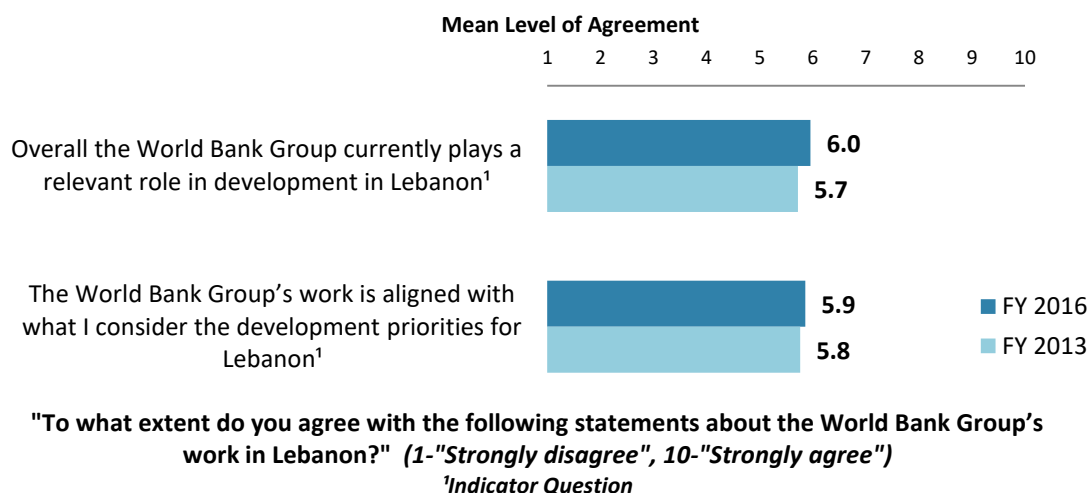 Mean Level of Agreement
1 2 3 4 5 6 7 8 9 10
Overall the World Bank Group currently plays a
relevant role in development in Lebanon¹
6.0
5.7
The World Bank Group’s work is aligned with
what I consider the development priorities for
Lebanon¹
5.9
5.8
FY 2016
FY 2013
"To what extent do you agree with the following statements about the World Bank Group’s
work in Lebanon?" (1-"Strongly disagree", 10-"Strongly agree")
¹Indicator Question